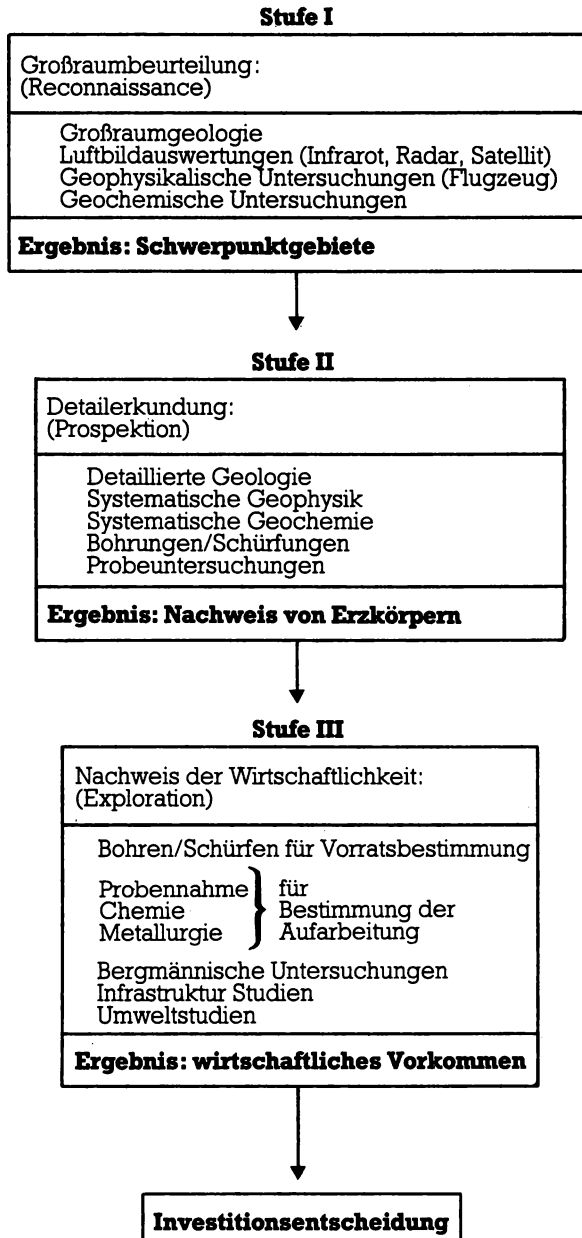 Stufe I
Großraumbeurteilung:
(Reconnaissance)
Großraumgeologie
Luftbildauswertungen (Infrarot, Radar, Satellit)
Geophysikalische Untersuchungen (Flugzeug)
Geochemische Untersuchungen
Ergebnis: Schwerpunktgebiete
Stufe II
Detailerkundung:
(Prospektion)
Detaillierte Geologie
Systematische Geophysik
Systematische Geochemie
Bohrungen/Schürfungen
Probeuntersuchungen
Ergebnis: Nachweis von Erzkörpern
Stufe III
Nachweis der Wirtschaftlichkeit:
(Exploration)
Bohren/Schürfen für Vorratsbestimmung
Probennahme } für
Chemie Bestimmung der
Metallurgie Aufarbeitung
Bergmännische Untersuchungen
Infrastruktur Studien
Umweltstudien
Ergebnis: wirtschaftliches Vorkommen
Investitionsentscheidung